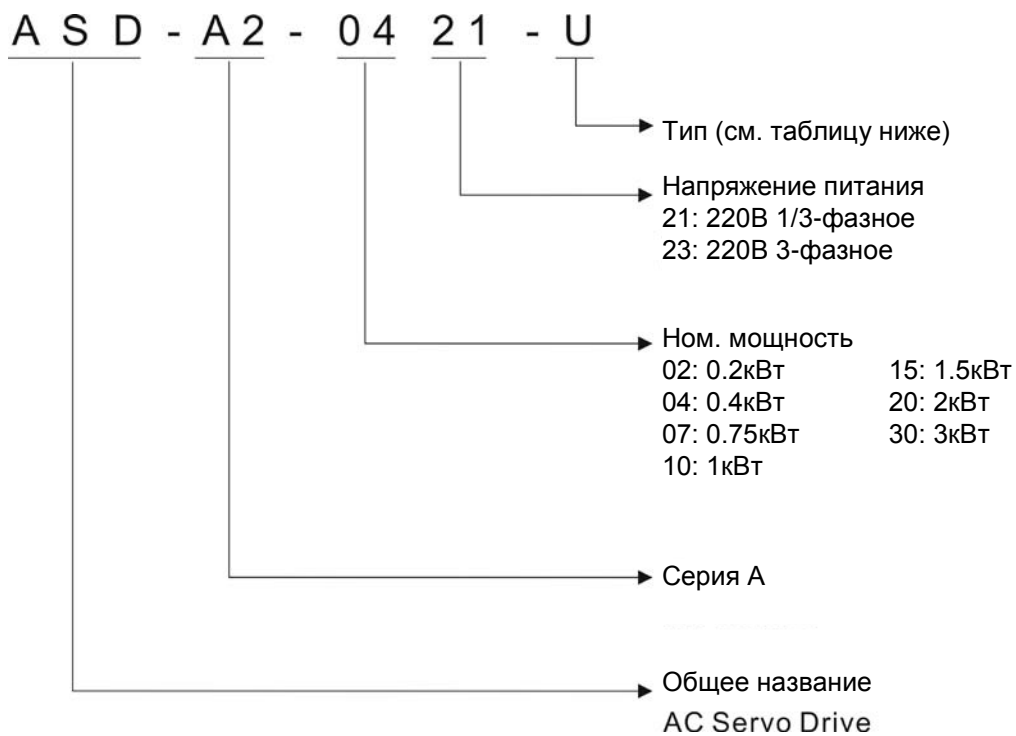 ASD-A2-0421-U
Тип (см. таблицу ниже)
Напряжение питания
21: 220В 1/3-фазное
23: 220В 3-фазное
Ном. мощность
02: 0.2кВт 15: 1.5кВт
04: 0.4кВт 20: 2кВт
07: 0.75кВт 30: 3кВт
10: 1кВт
Серия А
Общее название
AC Servo Drive